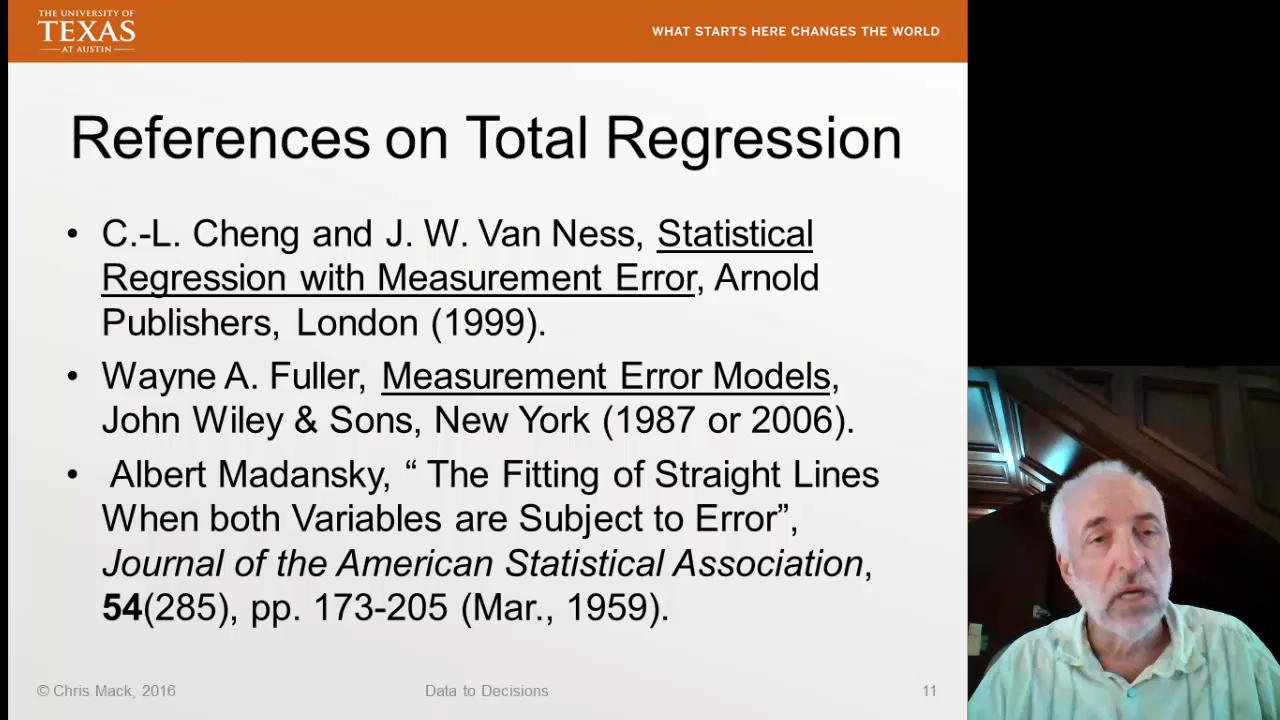 THE UNIVERSITY OF
TEXAS
AT AUSTIN
WHAT STARTS HERE CHANGES THE WORLD
References on Total Regression
• C.-L. Cheng and J. W. Van Ness, Statistical
Regression with Measurement Error, Arnold
Publishers, London (1999).
• Wayne A. Fuller, Measurement Error Models,
John Wiley & Sons, New York (1987 or 2006).
• Albert Madansky, “ The Fitting of Straight Lines
When both Variables are Subject to Error”,
Journal of the American Statistical Association,
54(285), pp. 173-205 (Mar., 1959).
© Chris Mack, 2016
Data to Decisions
11